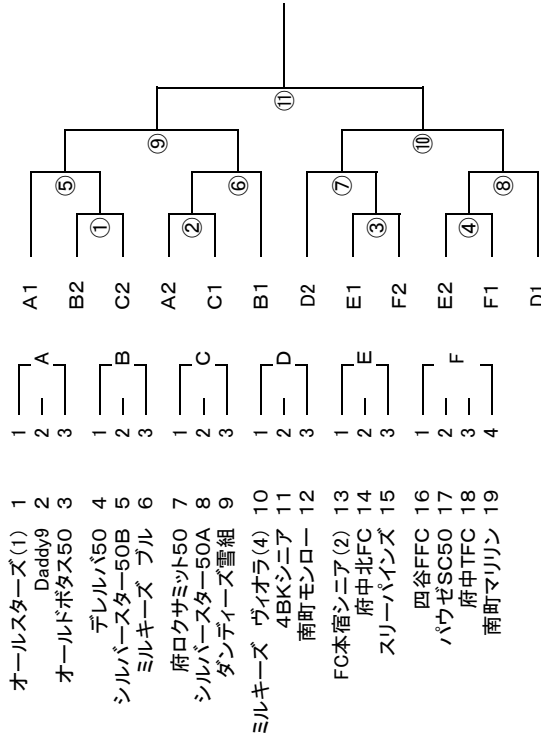 ⑪
⑨ ⑩
⑤ ⑥ ⑦ ⑧
① ② ③ ④
A1 B2 C2 A2 C1 B1 D2 E1 F2 E2 F1 D1
A B C D E F
1 2 3 1 2 3 1 2 3 1 2 3 1 2 3 1 2 3 4
オールスターズ(1) 1
Daddy9 2
オールドボタス50 3
デレルバ50 4
シルバースター50B 5
ミルキーズ ブル 6
府ロクサミット50 7
シルバースター50A 8
ダンディーズ雪組 9
ミルキーズ ヴィオラ(4) 10
4BKシニア 11
南町モンロー 12
FC本宿シニア(2) 13
府中北FC 14
スリーパインズ 15
四谷FFC 16
パウゼSC50 17
府中TFC 18
南町マリリン 19